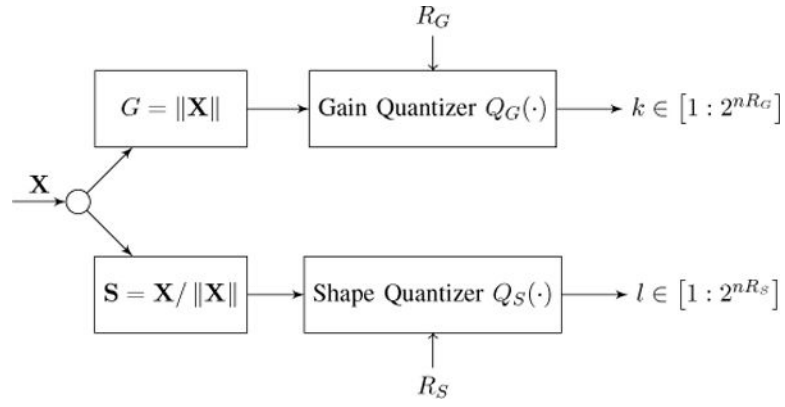 R_G
G = ‖X‖
Gain Quantizer Q_G(·)
k ∈ [1 : 2^{nR_G}]
X
S = X/ ‖X‖
Shape Quantizer Q_S(·)
l ∈ [1 : 2^{nR_S}]
R_S